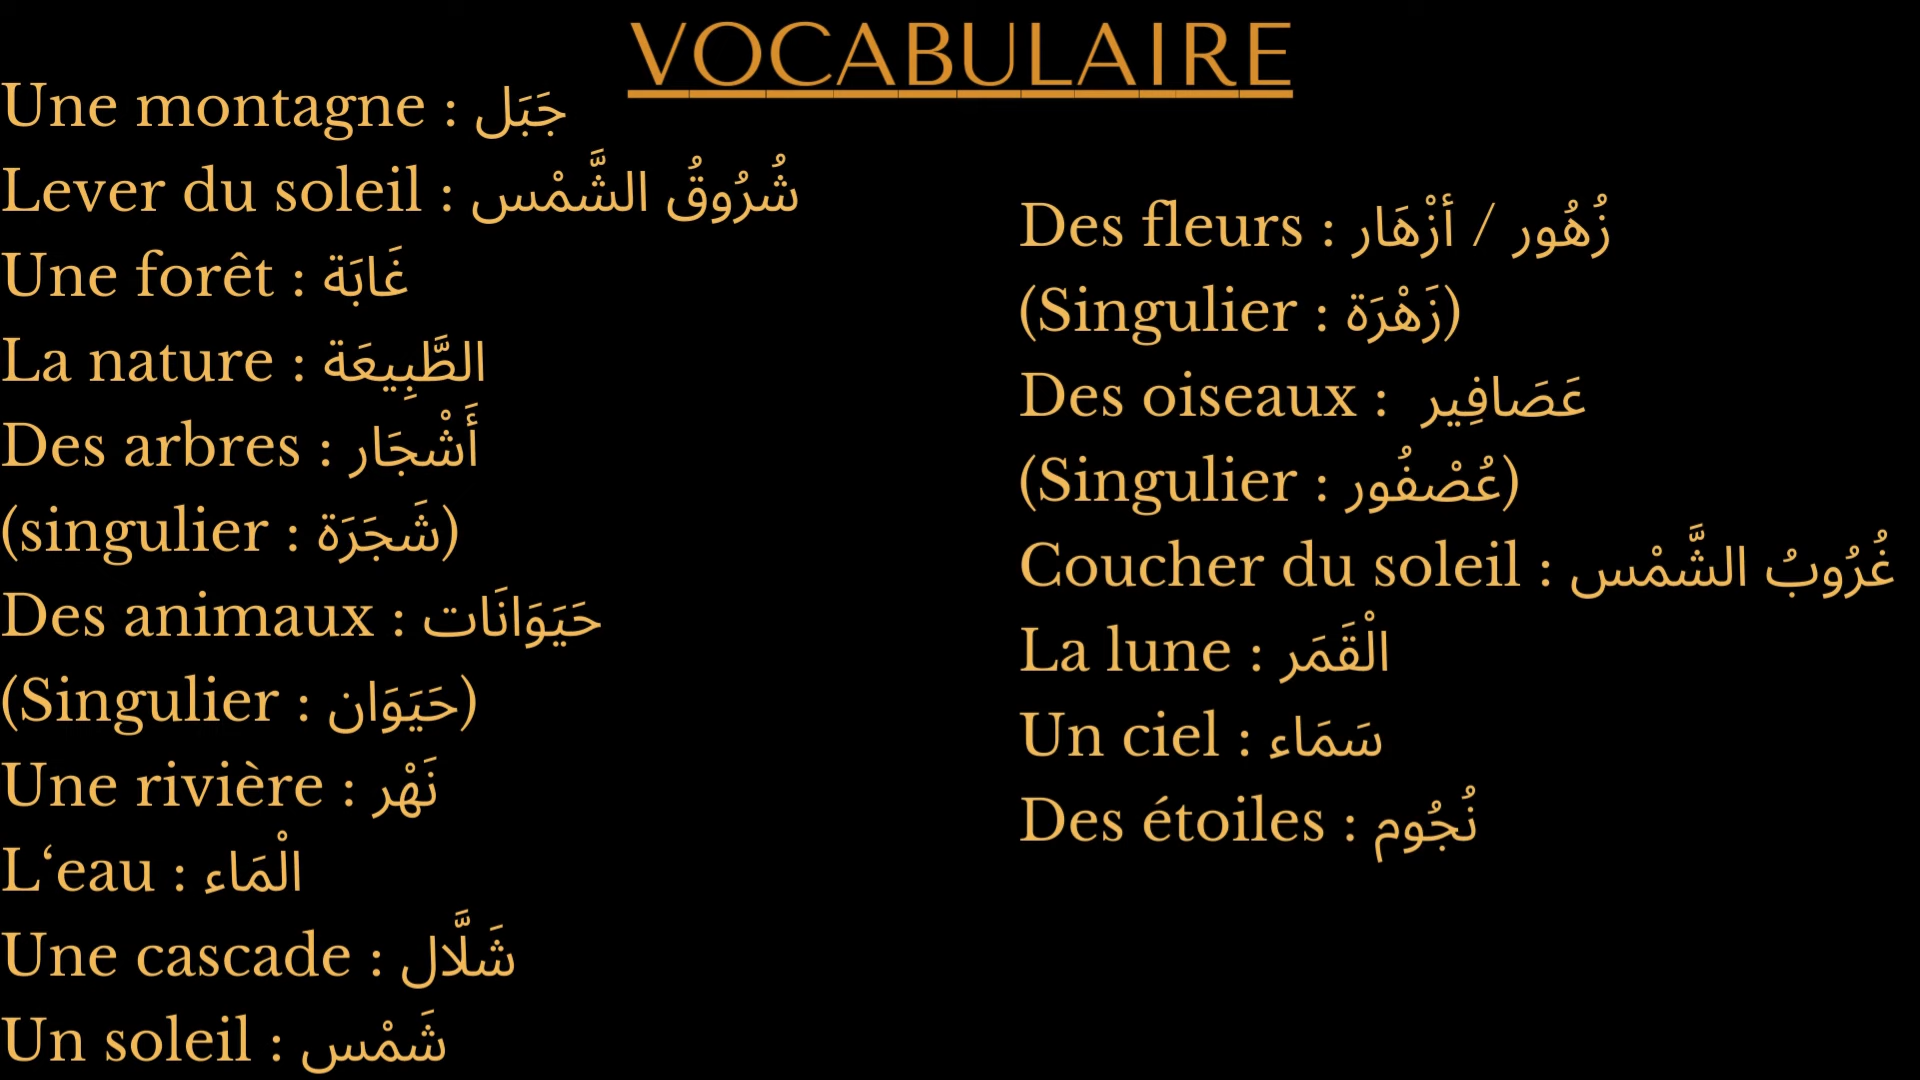 VOCABULAIRE
Une montagne : جَبَل
Lever du soleil : شُرُوقُ الشَّمْس
Une forêt : غَابَة
La nature : الطَّبِيعَة
Des arbres : أَشْجَار
(singulier : شَجَرَة)
Des animaux : حَيَوَانَات
(Singulier : حَيَوَان)
Une rivière : نَهْر
L‘eau : الْمَاء
Une cascade : شَلَّال
Un soleil : شَمْس
Des fleurs : زُهُور / أزْهَار
(Singulier : زَهْرَة)
Des oiseaux : عَصَافِير
(Singulier : عُصْفُور)
Coucher du soleil : غُرُوبُ الشَّمْس
La lune : الْقَمَر
Un ciel : سَمَاء
Des étoiles : نُجُوم